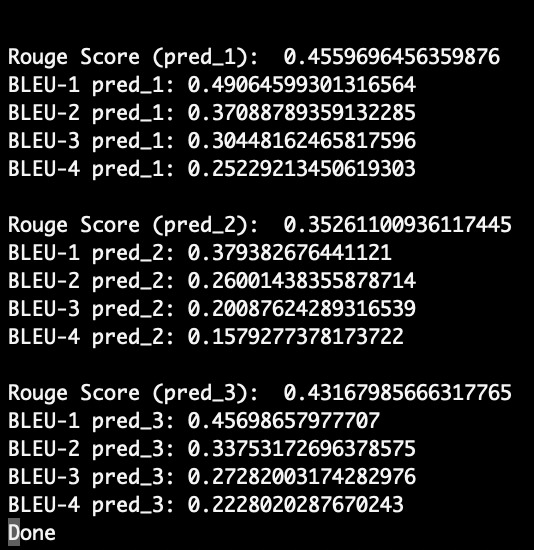 Rouge Score (pred_1):  0.4559696456359876
BLEU-1 pred_1: 0.49064599301316564
BLEU-2 pred_1: 0.37088789359132285
BLEU-3 pred_1: 0.30448162465817596
BLEU-4 pred_1: 0.25229213450619303
Rouge Score (pred_2):  0.35261100936117445
BLEU-1 pred_2: 0.379382676441121
BLEU-2 pred_2: 0.26001438355878714
BLEU-3 pred_2: 0.20087624289316539
BLEU-4 pred_2: 0.1579277378173722
Rouge Score (pred_3):  0.43167985666317765
BLEU-1 pred_3: 0.45698657977707
BLEU-2 pred_3: 0.33753172696378575
BLEU-3 pred_3: 0.27282003174282976
BLEU-4 pred_3: 0.2228020287670243
Done